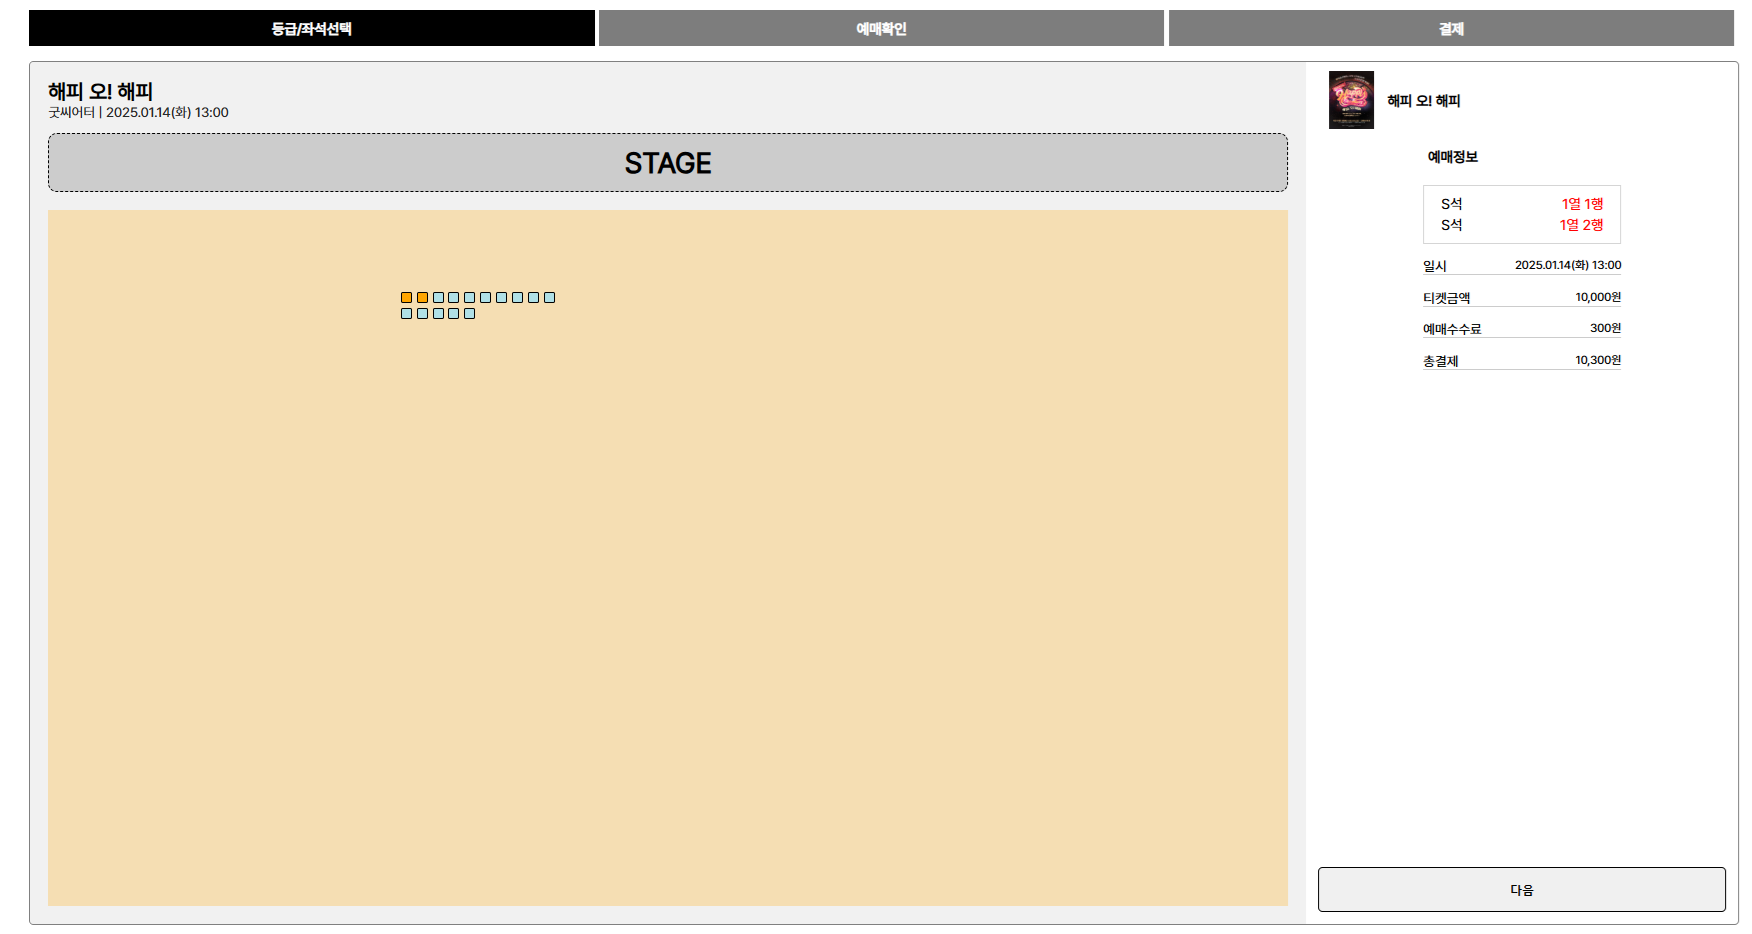 등급/좌석선택
예매확인
결제
해피 오! 해피
굿씨어터 | 2025.01.14(화) 13:00
STAGE
해피 오! 해피
예매정보
S석 1열 1행
S석 1열 2행
일시 2025.01.14(화) 13:00
티켓금액 10,000원
예매수수료 300원
총결제 10,300원
다음